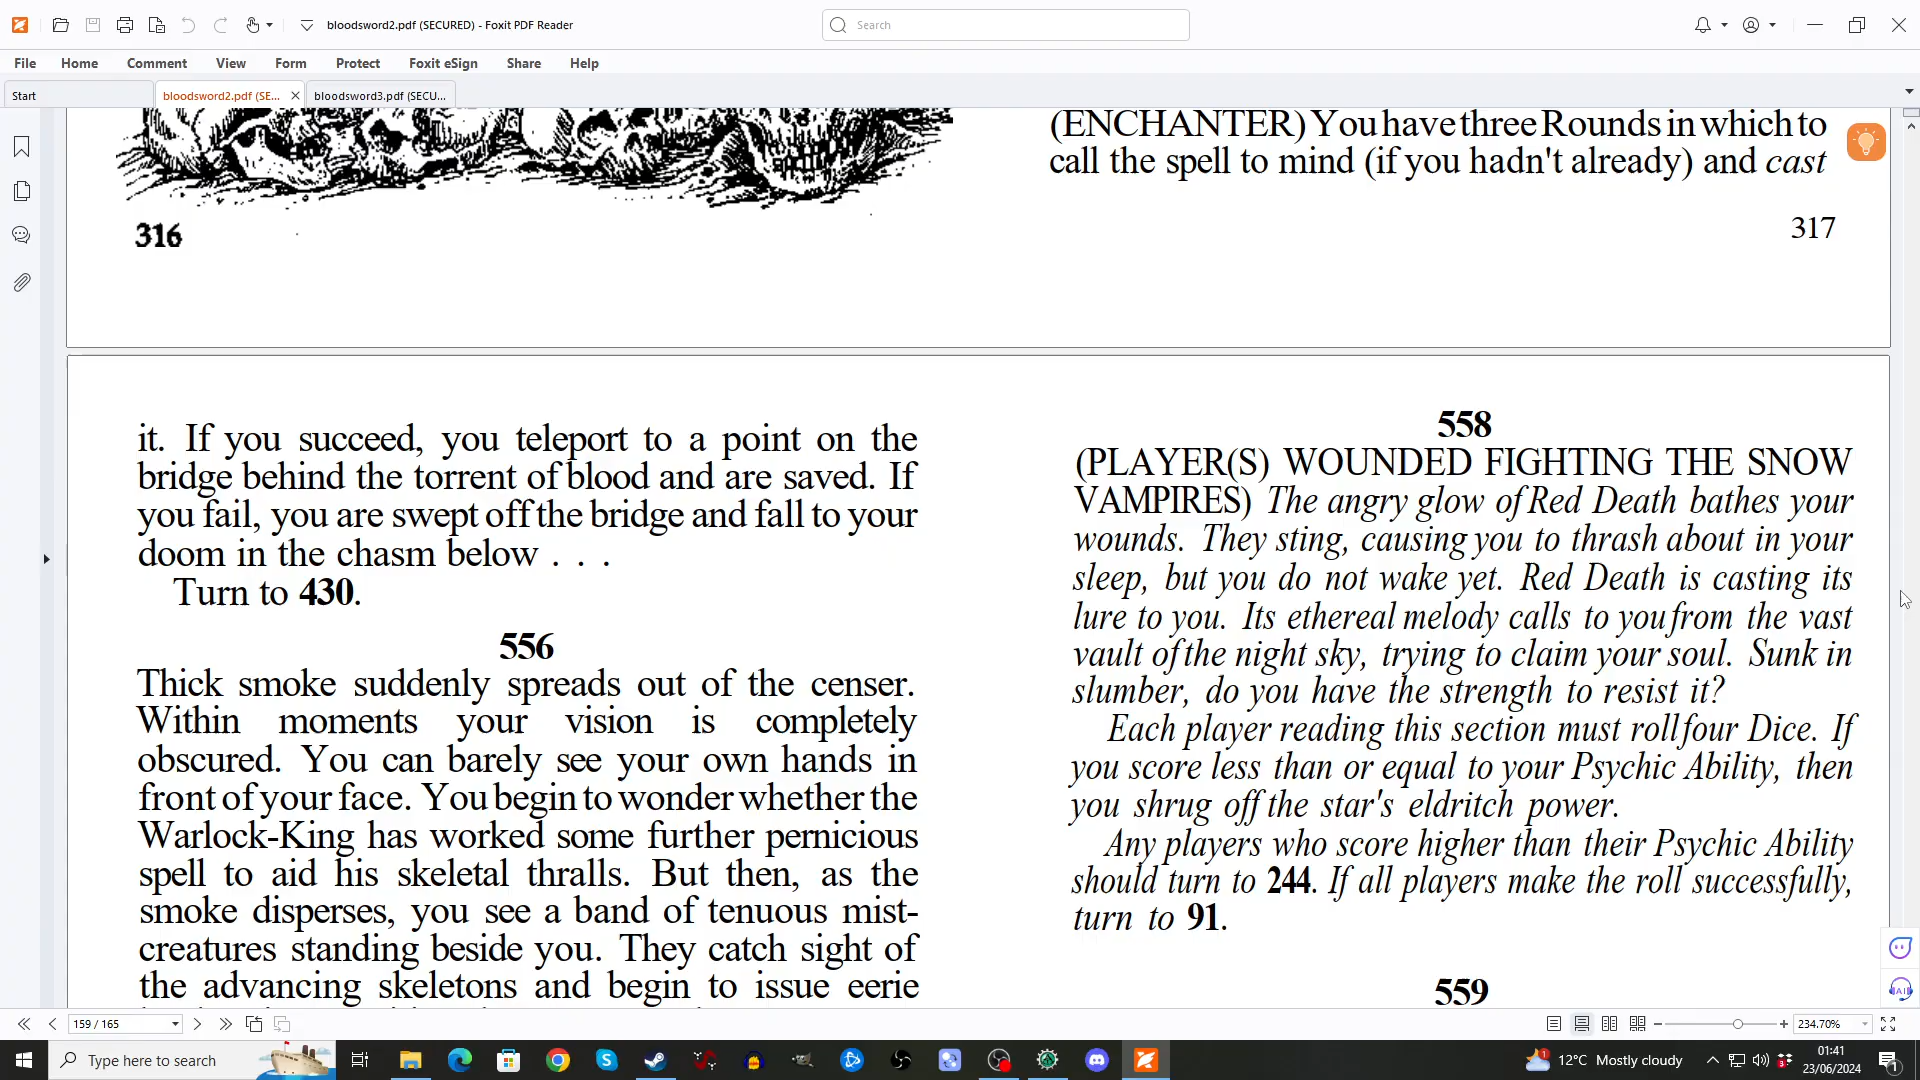 bloodsword2.pdf (SECURED) - Foxit PDF Reader
Search
File Home Comment View Form Protect Foxit eSign Share Help
Start
bloodsword2.pdf (SE...
bloodsword3.pdf (SECU...
316
(ENCHANTER) You have three Rounds in which to
call the spell to mind (if you hadn't already) and cast
317
it. If you succeed, you teleport to a point on the
bridge behind the torrent of blood and are saved. If
you fail, you are swept off the bridge and fall to your
doom in the chasm below . . .
Turn to 430.
556
Thick smoke suddenly spreads out of the censer.
Within moments your vision is completely
obscured. You can barely see your own hands in
front of your face. You begin to wonder whether the
Warlock-King has worked some further pernicious
spell to aid his skeletal thralls. But then, as the
smoke disperses, you see a band of tenuous mist-
creatures standing beside you. They catch sight of
the advancing skeletons and begin to issue eerie
558
(PLAYER(S) WOUNDED FIGHTING THE SNOW
VAMPIRES) The angry glow of Red Death bathes your
wounds. They sting, causing you to thrash about in your
sleep, but you do not wake yet. Red Death is casting its
lure to you. Its ethereal melody calls to you from the vast
vault of the night sky, trying to claim your soul. Sunk in
slumber, do you have the strength to resist it?
Each player reading this section must roll four Dice. If
you score less than or equal to your Psychic Ability, then
you shrug off the star's eldritch power.
Any players who score higher than their Psychic Ability
should turn to 244. If all players make the roll successfully,
turn to 91.
559
AI
159 / 165
234.70%
Type here to search
12°C Mostly cloudy
01:41
23/06/2024